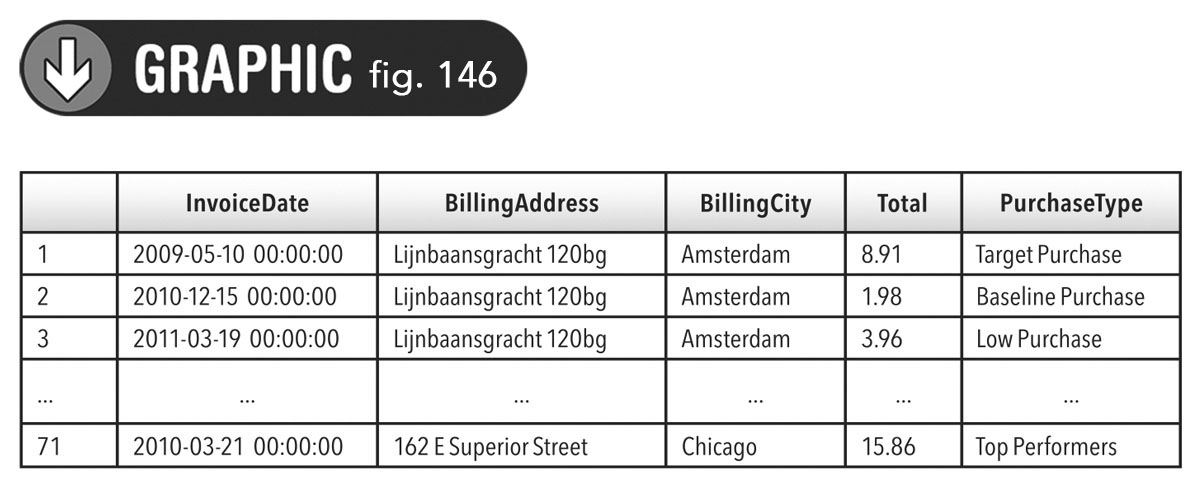 GRAPHIC fig. 146
InvoiceDate BillingAddress BillingCity Total PurchaseType
1 2009-05-10 00:00:00 Lijnbaansgracht 120bg Amsterdam 8.91 Target Purchase
2 2010-12-15 00:00:00 Lijnbaansgracht 120bg Amsterdam 1.98 Baseline Purchase
3 2011-03-19 00:00:00 Lijnbaansgracht 120bg Amsterdam 3.96 Low Purchase
... ... ... ... ... ...
71 2010-03-21 00:00:00 162 E Superior Street Chicago 15.86 Top Performers